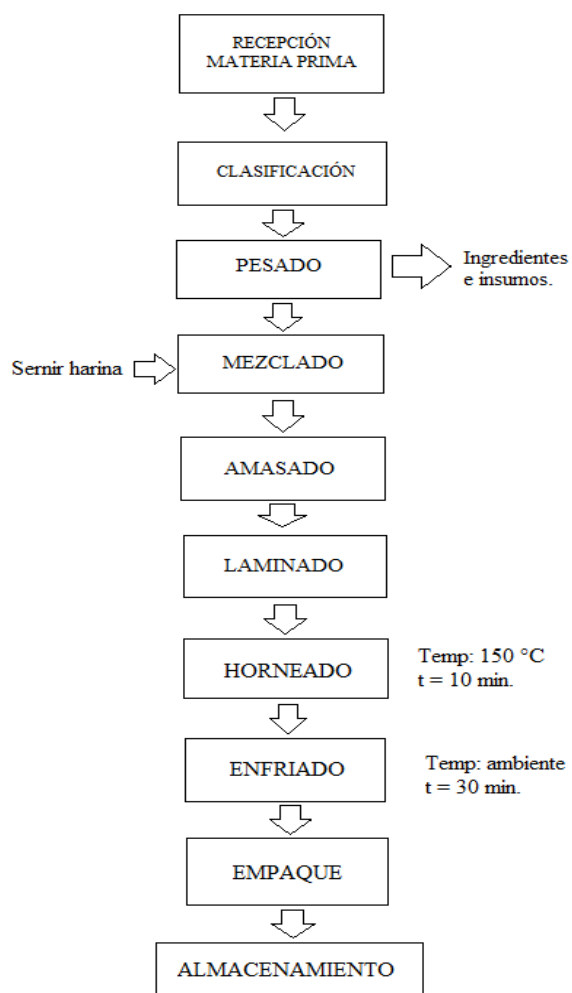 RECEPCIÓN
MATERIA PRIMA
CLASIFICACIÓN
PESADO
Ingredientes
e insumos.
Sernir harina
MEZCLADO
AMASADO
LAMINADO
HORNEADO
Temp: 150 °C
t = 10 min.
ENFRIADO
Temp: ambiente
t = 30 min.
EMPAQUE
ALMACENAMIENTO